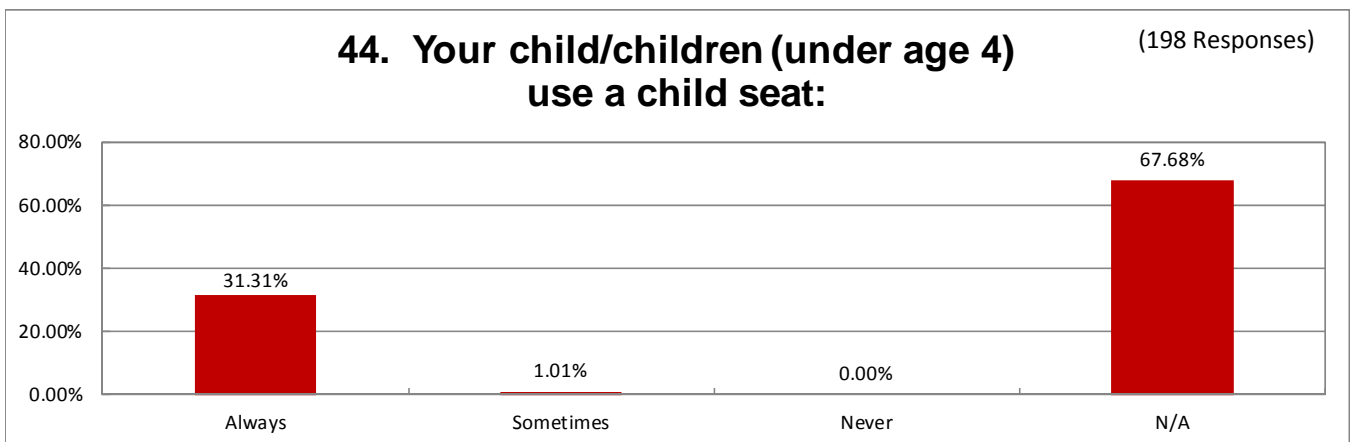 44. Your child/children (under age 4)
use a child seat:
(198 Responses)
80.00%
60.00%
40.00%
20.00%
0.00%
31.31%
1.01%
0.00%
67.68%
Always
Sometimes
Never
N/A